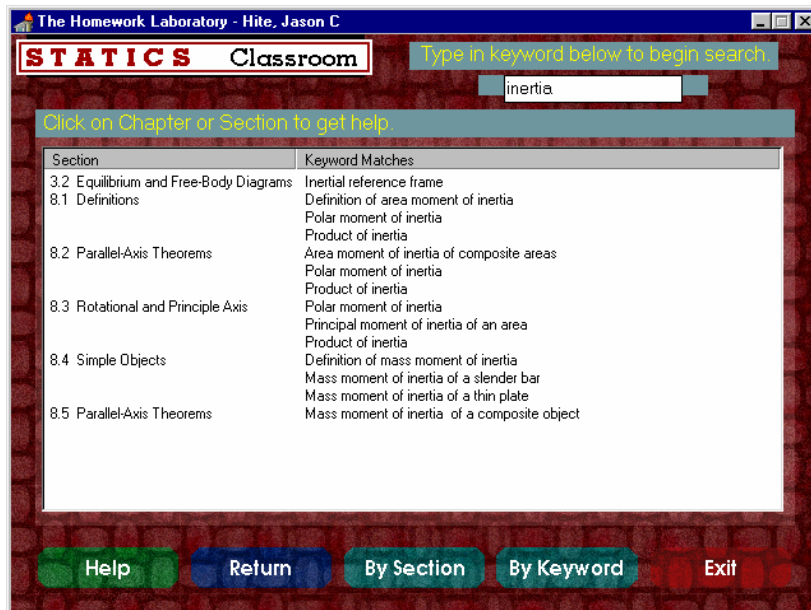 The Homework Laboratory - Hite, Jason C
STATICS Classroom
Type in keyword below to begin search.
inertia
Click on Chapter or Section to get help.
Section Keyword Matches
3.2 Equilibrium and Free-Body Diagrams Inertial reference frame
8.1 Definitions Definition of area moment of inertia
Polar moment of inertia
Product of inertia
8.2 Parallel-Axis Theorems Area moment of inertia of composite areas
Polar moment of inertia
Product of inertia
8.3 Rotational and Principle Axis Polar moment of inertia
Principal moment of inertia of an area
Product of inertia
8.4 Simple Objects Definition of mass moment of inertia
Mass moment of inertia of a slender bar
Mass moment of inertia of a thin plate
8.5 Parallel-Axis Theorems Mass moment of inertia of a composite object
Help Return By Section By Keyword Exit